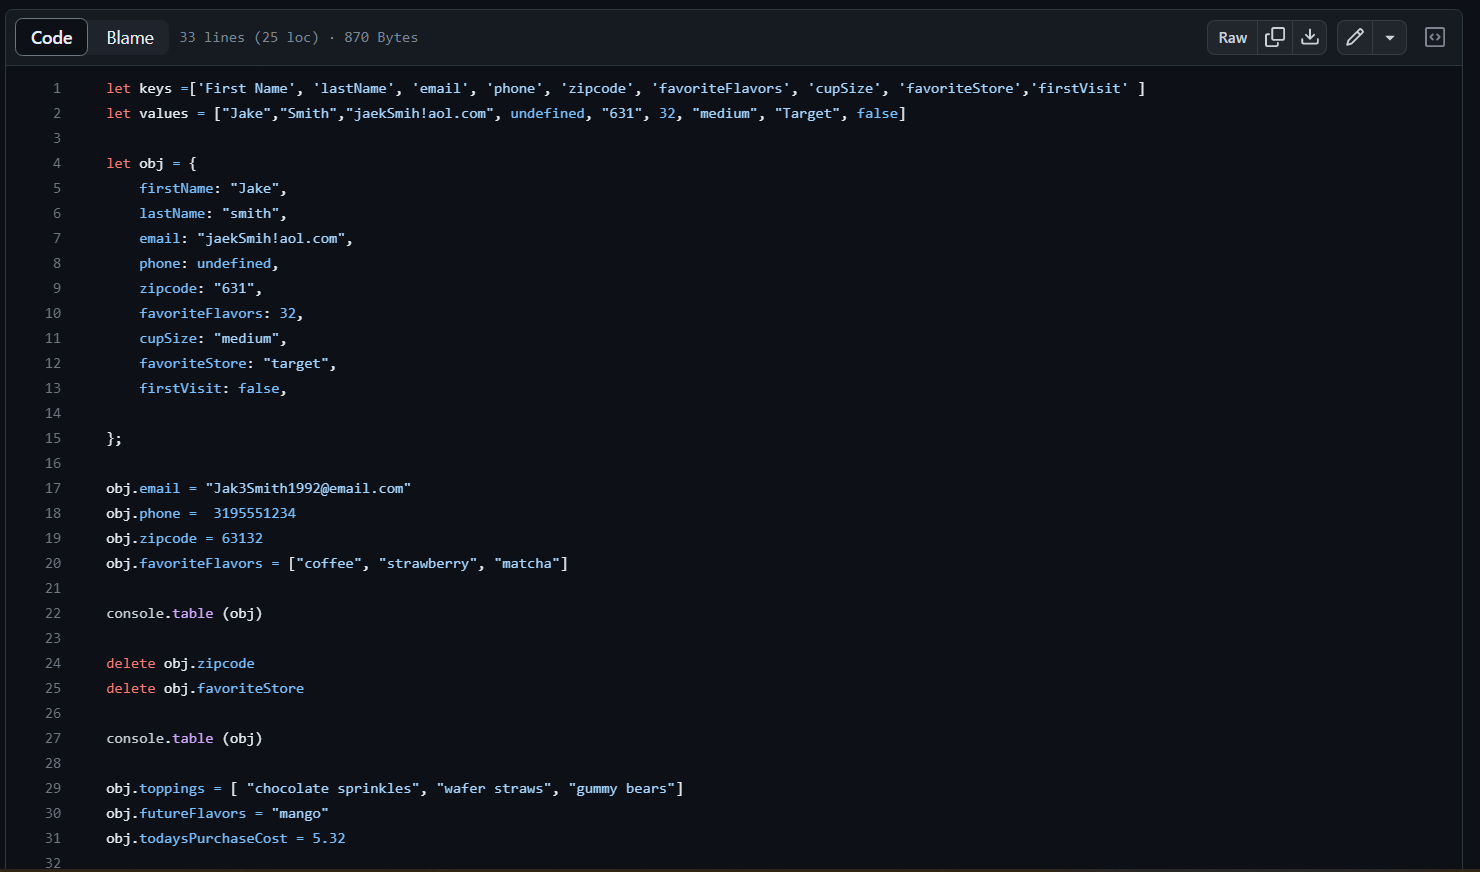 Code Blame 33 lines (25 loc) · 870 Bytes Raw
1 let keys =['First Name', 'lastName', 'email', 'phone', 'zipcode', 'favoriteFlavors', 'cupSize', 'favoriteStore','firstVisit' ]
2 let values = ["Jake","Smith","jaekSmih!aol.com", undefined, "631", 32, "medium", "Target", false]
3
4 let obj = {
5     firstName: "Jake",
6     lastName: "smith",
7     email: "jaekSmih!aol.com",
8     phone: undefined,
9     zipcode: "631",
10     favoriteFlavors: 32,
11     cupSize: "medium",
12     favoriteStore: "target",
13     firstVisit: false,
14
15 };
16
17 obj.email = "Jak3Smith1992@email.com"
18 obj.phone =  3195551234
19 obj.zipcode = 63132
20 obj.favoriteFlavors = ["coffee", "strawberry", "matcha"]
21
22 console.table (obj)
23
24 delete obj.zipcode
25 delete obj.favoriteStore
26
27 console.table (obj)
28
29 obj.toppings = [ "chocolate sprinkles", "wafer straws", "gummy bears"]
30 obj.futureFlavors = "mango"
31 obj.todaysPurchaseCost = 5.32
32